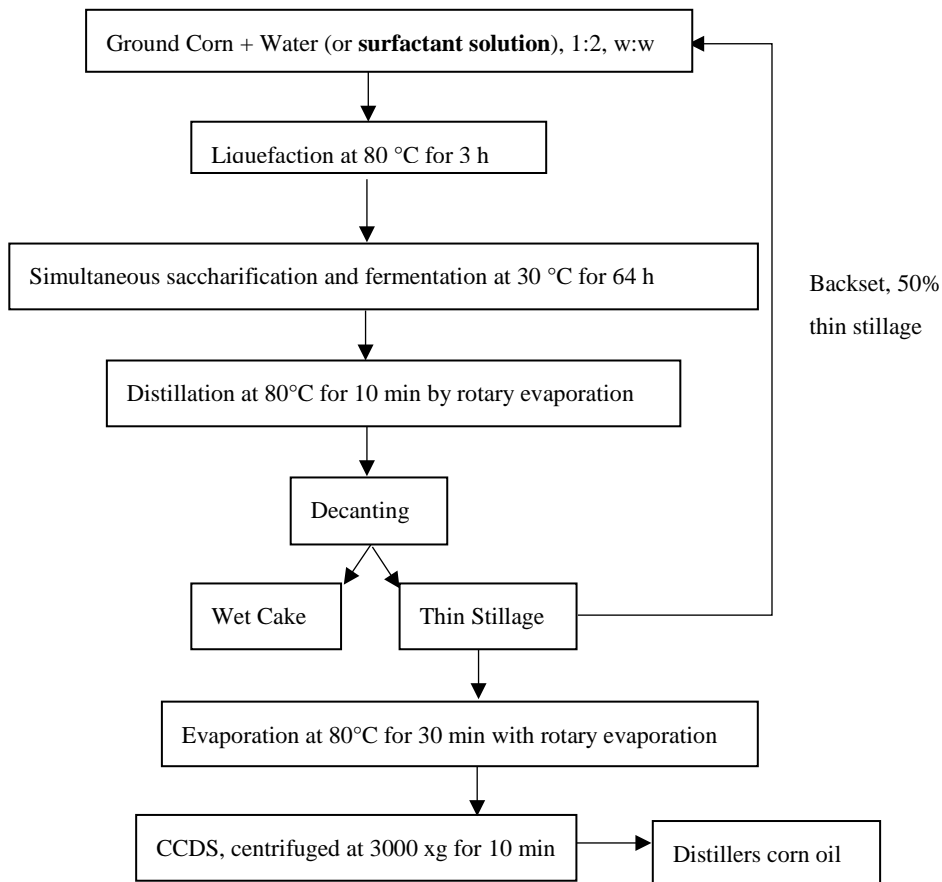 Ground Corn + Water (or surfactant solution), 1:2, w:w
Liquefaction at 80 °C for 3 h
Simultaneous saccharification and fermentation at 30 °C for 64 h
Backset, 50%
thin stillage
Distillation at 80°C for 10 min by rotary evaporation
Decanting
Wet Cake
Thin Stillage
Evaporation at 80°C for 30 min with rotary evaporation
CCDS, centrifuged at 3000 xg for 10 min
Distillers corn oil